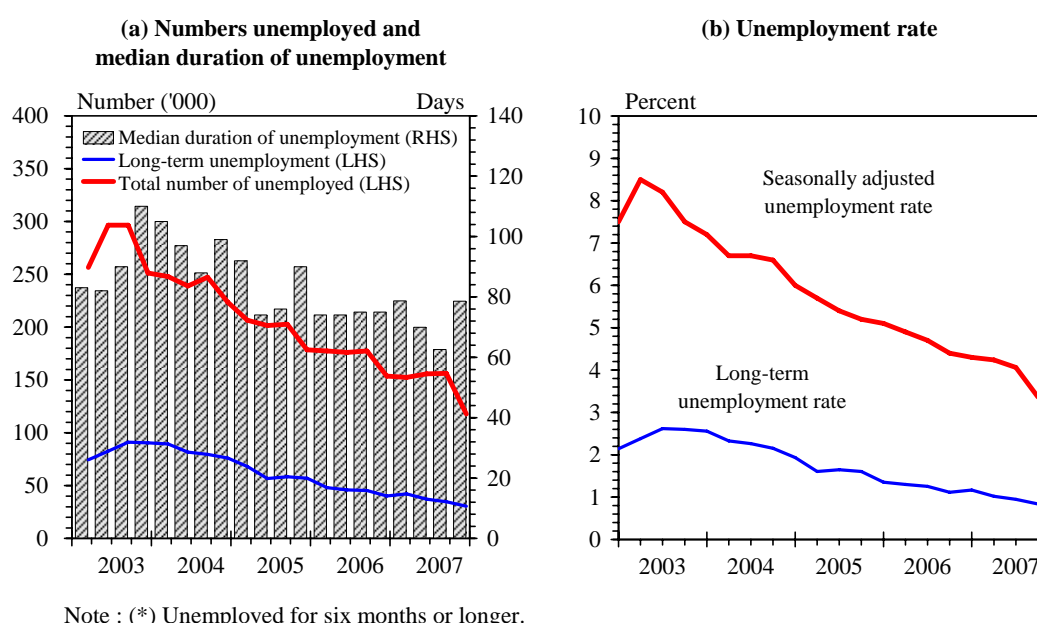 (a) Numbers unemployed and
median duration of unemployment
Number ('000)
Days
400
350
300
250
200
150
100
50
0
Median duration of unemployment (RHS)
Long-term unemployment (LHS)
Total number of unemployed (LHS)
140
120
100
80
60
40
20
0
2003 2004 2005 2006 2007
(b) Unemployment rate
Percent
10
9
8
7
6
5
4
3
2
1
0
Seasonally adjusted
unemployment rate
Long-term
unemployment rate
2003 2004 2005 2006 2007
Note : (*) Unemployed for six months or longer.